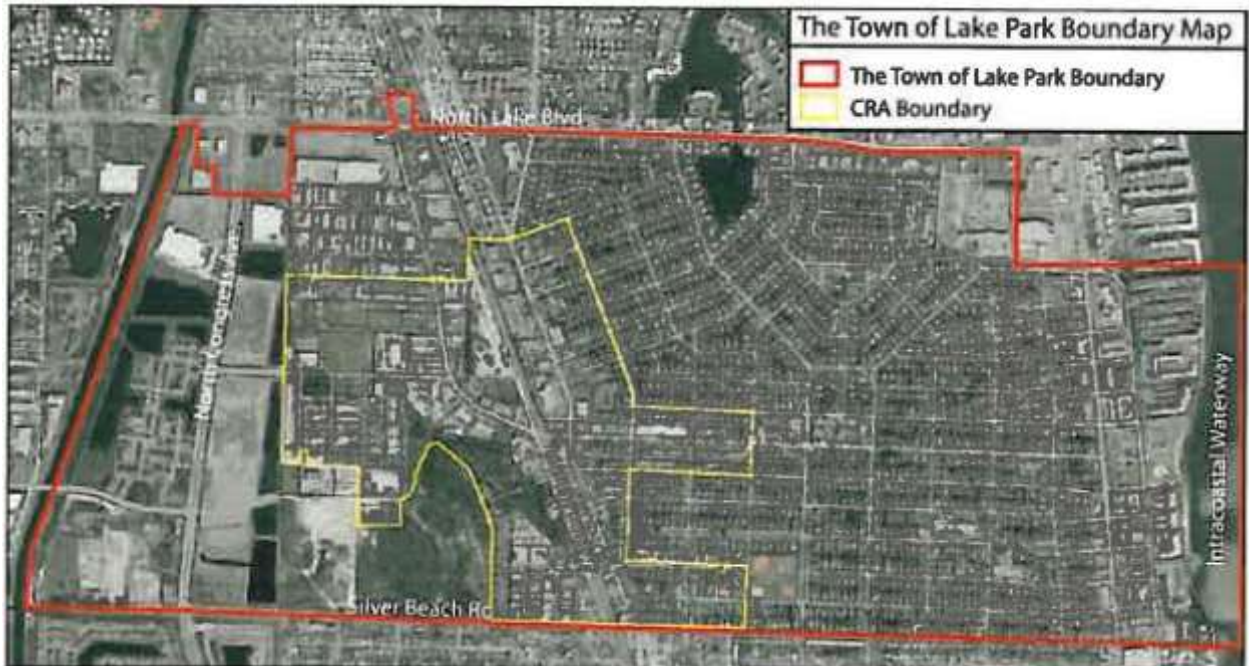 The Town of Lake Park Boundary Map
The Town of Lake Park Boundary
CRA Boundary
North Lake Blvd
North Congress Ave
Intracoastal Waterway
Silver Beach Rd